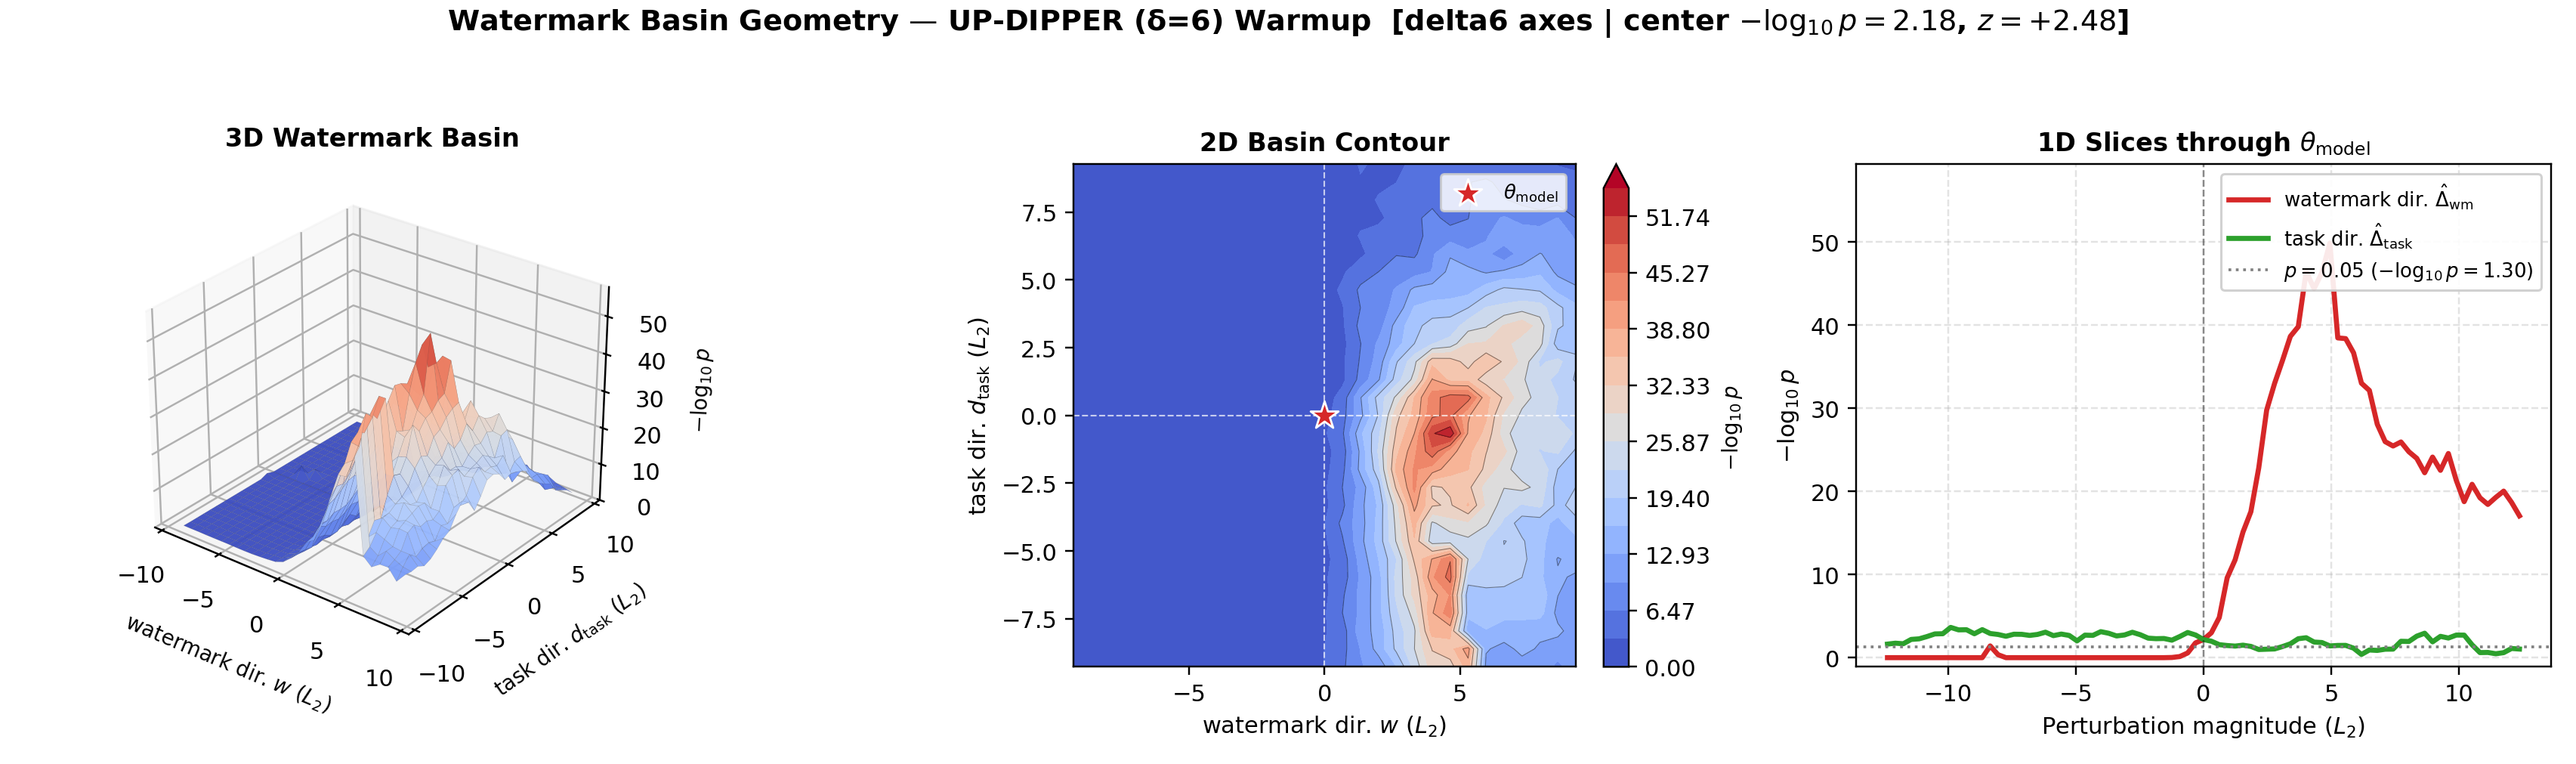 Watermark Basin Geometry — UP-DIPPER (δ=6) Warmup [delta6 axes | center −log₁₀ p = 2.18, z = +2.48]
3D Watermark Basin
50
40
30
20
10
0
−log₁₀ p
−10
−5
0
5
10
watermark dir. w (L₂)
−10
−5
0
5
10
task dir. d_task (L₂)
2D Basin Contour
θ_model
7.5
5.0
2.5
0.0
−2.5
−5.0
−7.5
task dir. d_task (L₂)
−5
0
5
watermark dir. w (L₂)
51.74
45.27
38.80
32.33
25.87
19.40
12.93
6.47
0.00
−log₁₀ p
1D Slices through θ_model
watermark dir. Δ̂_wm
task dir. Δ̂_task
p = 0.05 (−log₁₀ p = 1.30)
50
40
30
20
10
0
−log₁₀ p
−10
−5
0
5
10
Perturbation magnitude (L₂)